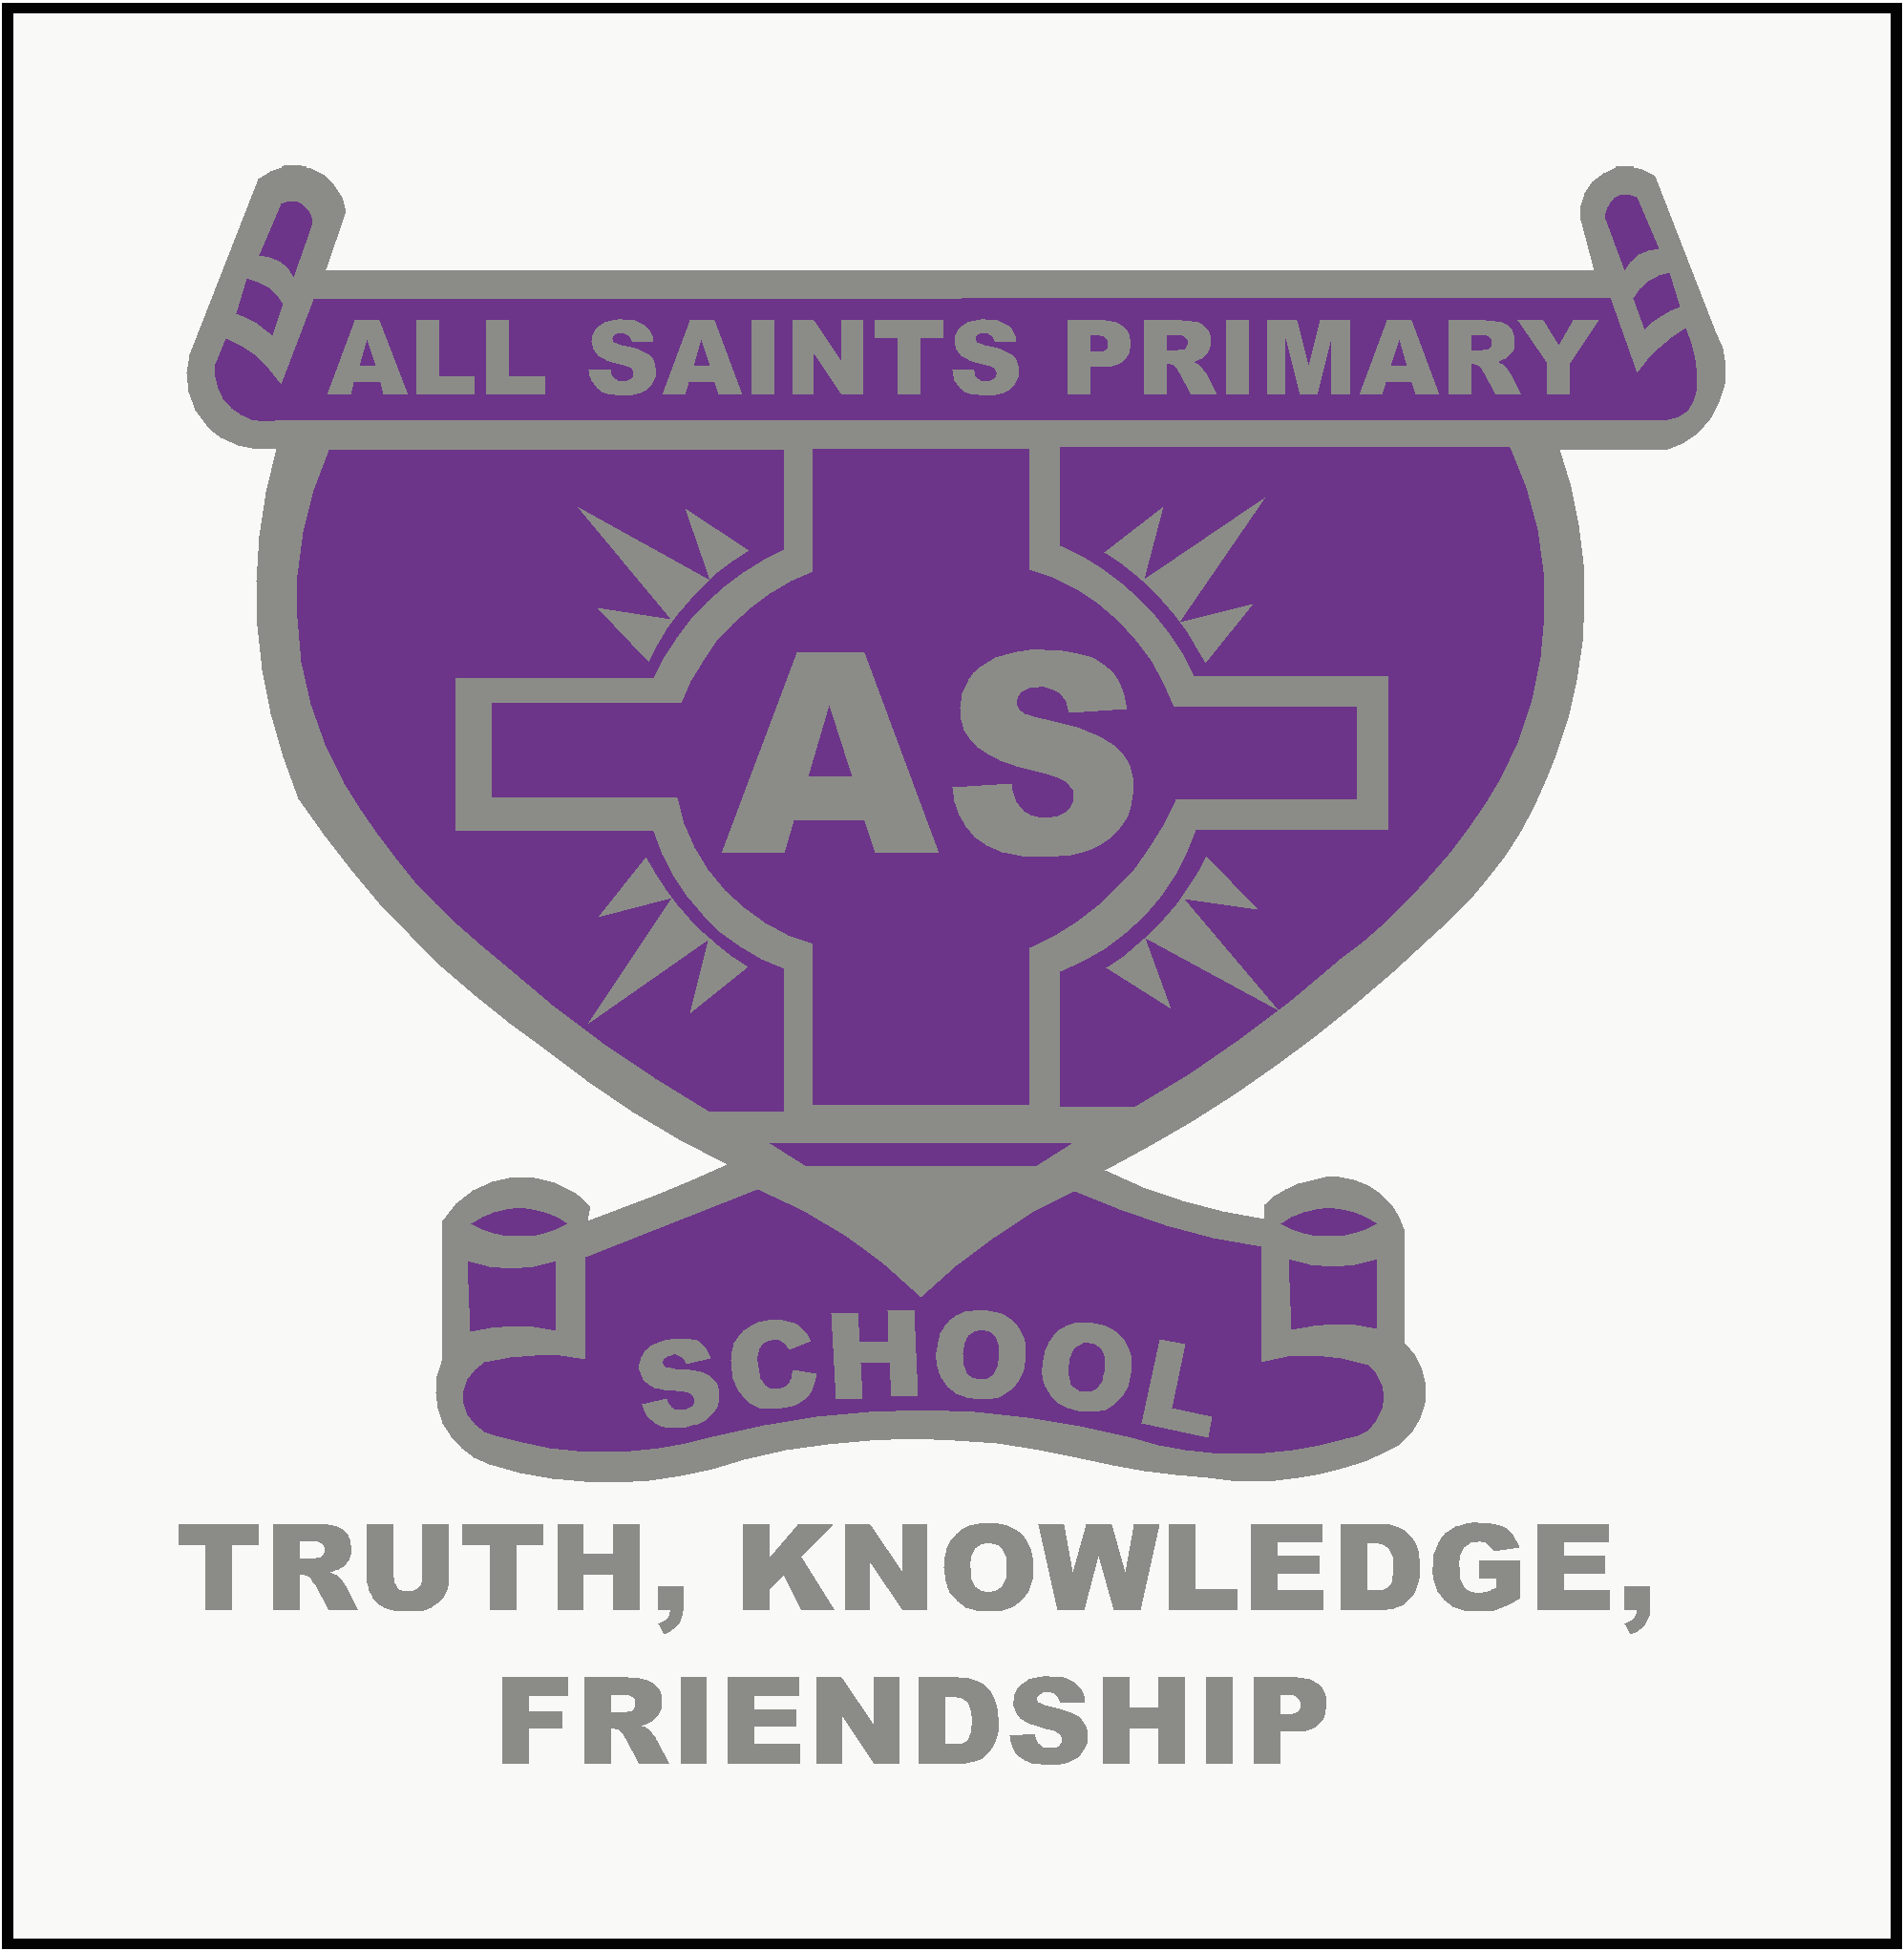 ALL SAINTS PRIMARY
AS
SCHOOL
TRUTH, KNOWLEDGE,
FRIENDSHIP